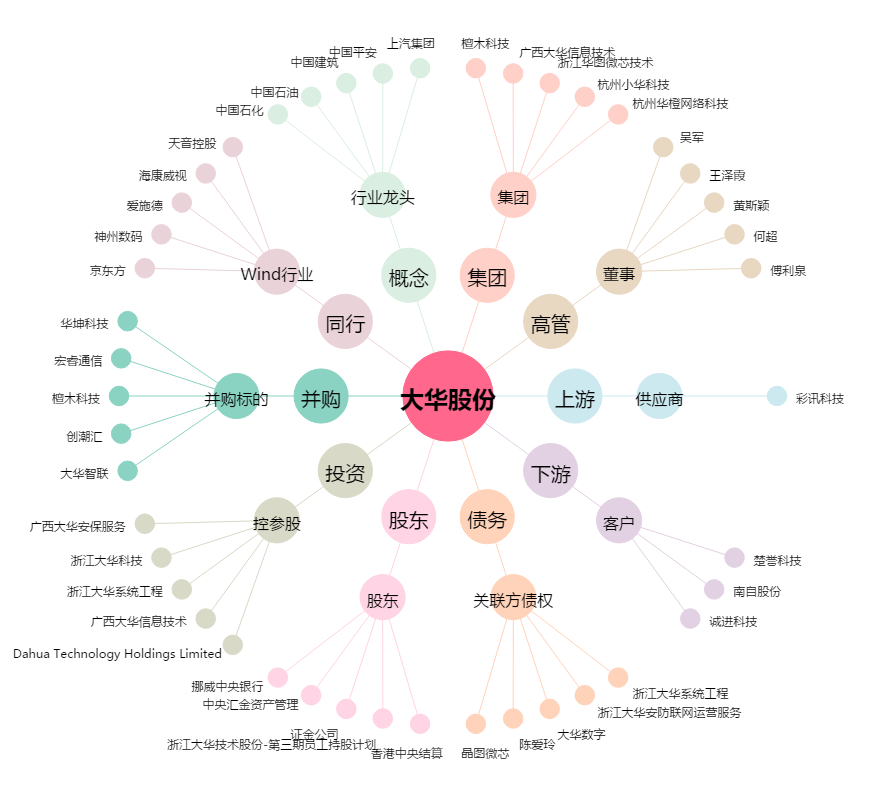 上汽集团
中国平安
中国建筑
中国石油
中国石化
行业龙头
概念
檀木科技
广西大华信息技术
浙江华图微芯技术
杭州小华科技
杭州华橙网络科技
集团
集团
吴军
王泽霞
黄斯颖
何超
傅利泉
董事
高管
天音控股
海康威视
爱施德
神州数码
京东方
Wind行业
同行
华坤科技
宏睿通信
檀木科技
创潮汇
大华智联
并购标的
并购
大华股份
上游
供应商
彩讯科技
投资
控参股
广西大华安保服务
浙江大华科技
浙江大华系统工程
广西大华信息技术
Dahua Technology Holdings Limited
股东
股东
挪威中央银行
中央汇金资产管理
证金公司
浙江大华技术股份-第三期员工持股计划
香港中央结算
债务
关联方债权
浙江大华系统工程
浙江大华安防联网运营服务
大华数字
陈爱玲
晶图微芯
下游
客户
楚誉科技
南自股份
诚进科技